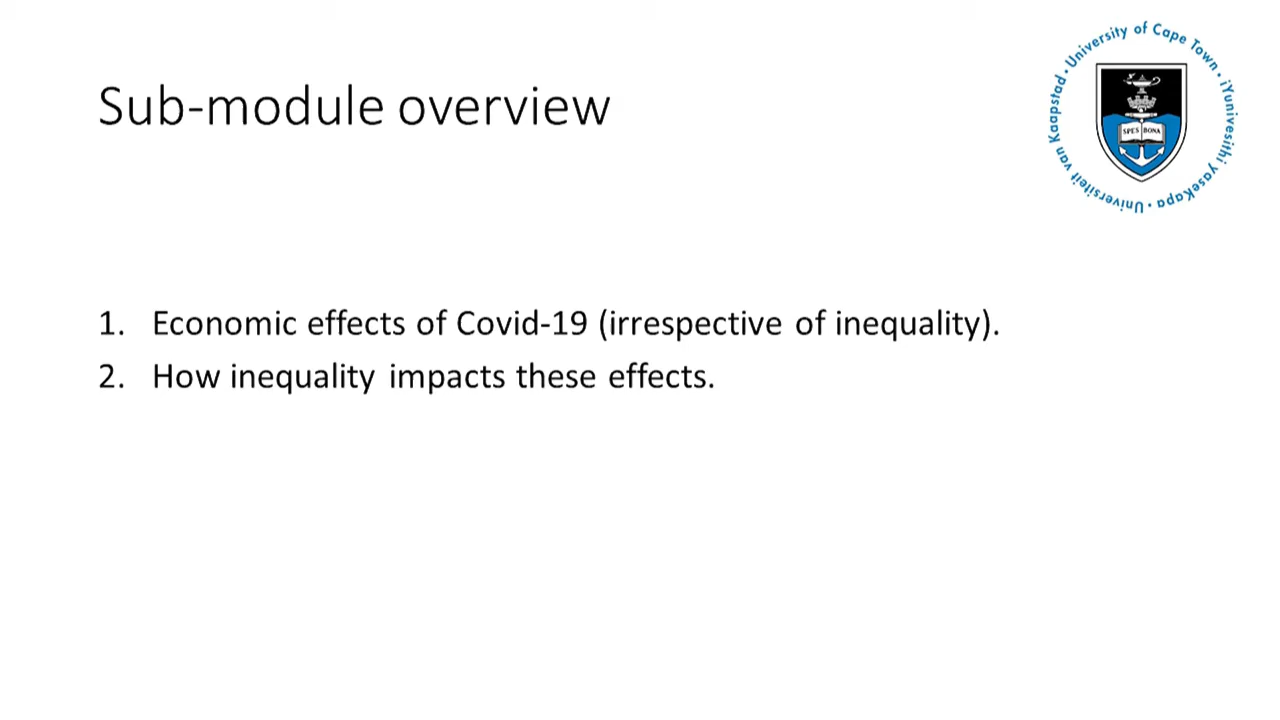 Sub-module overview
University of Cape Town • iYunivesithi yaseKapa • Universiteit van Kaapstad •
SPES BONA
1. Economic effects of Covid-19 (irrespective of inequality).
2. How inequality impacts these effects.